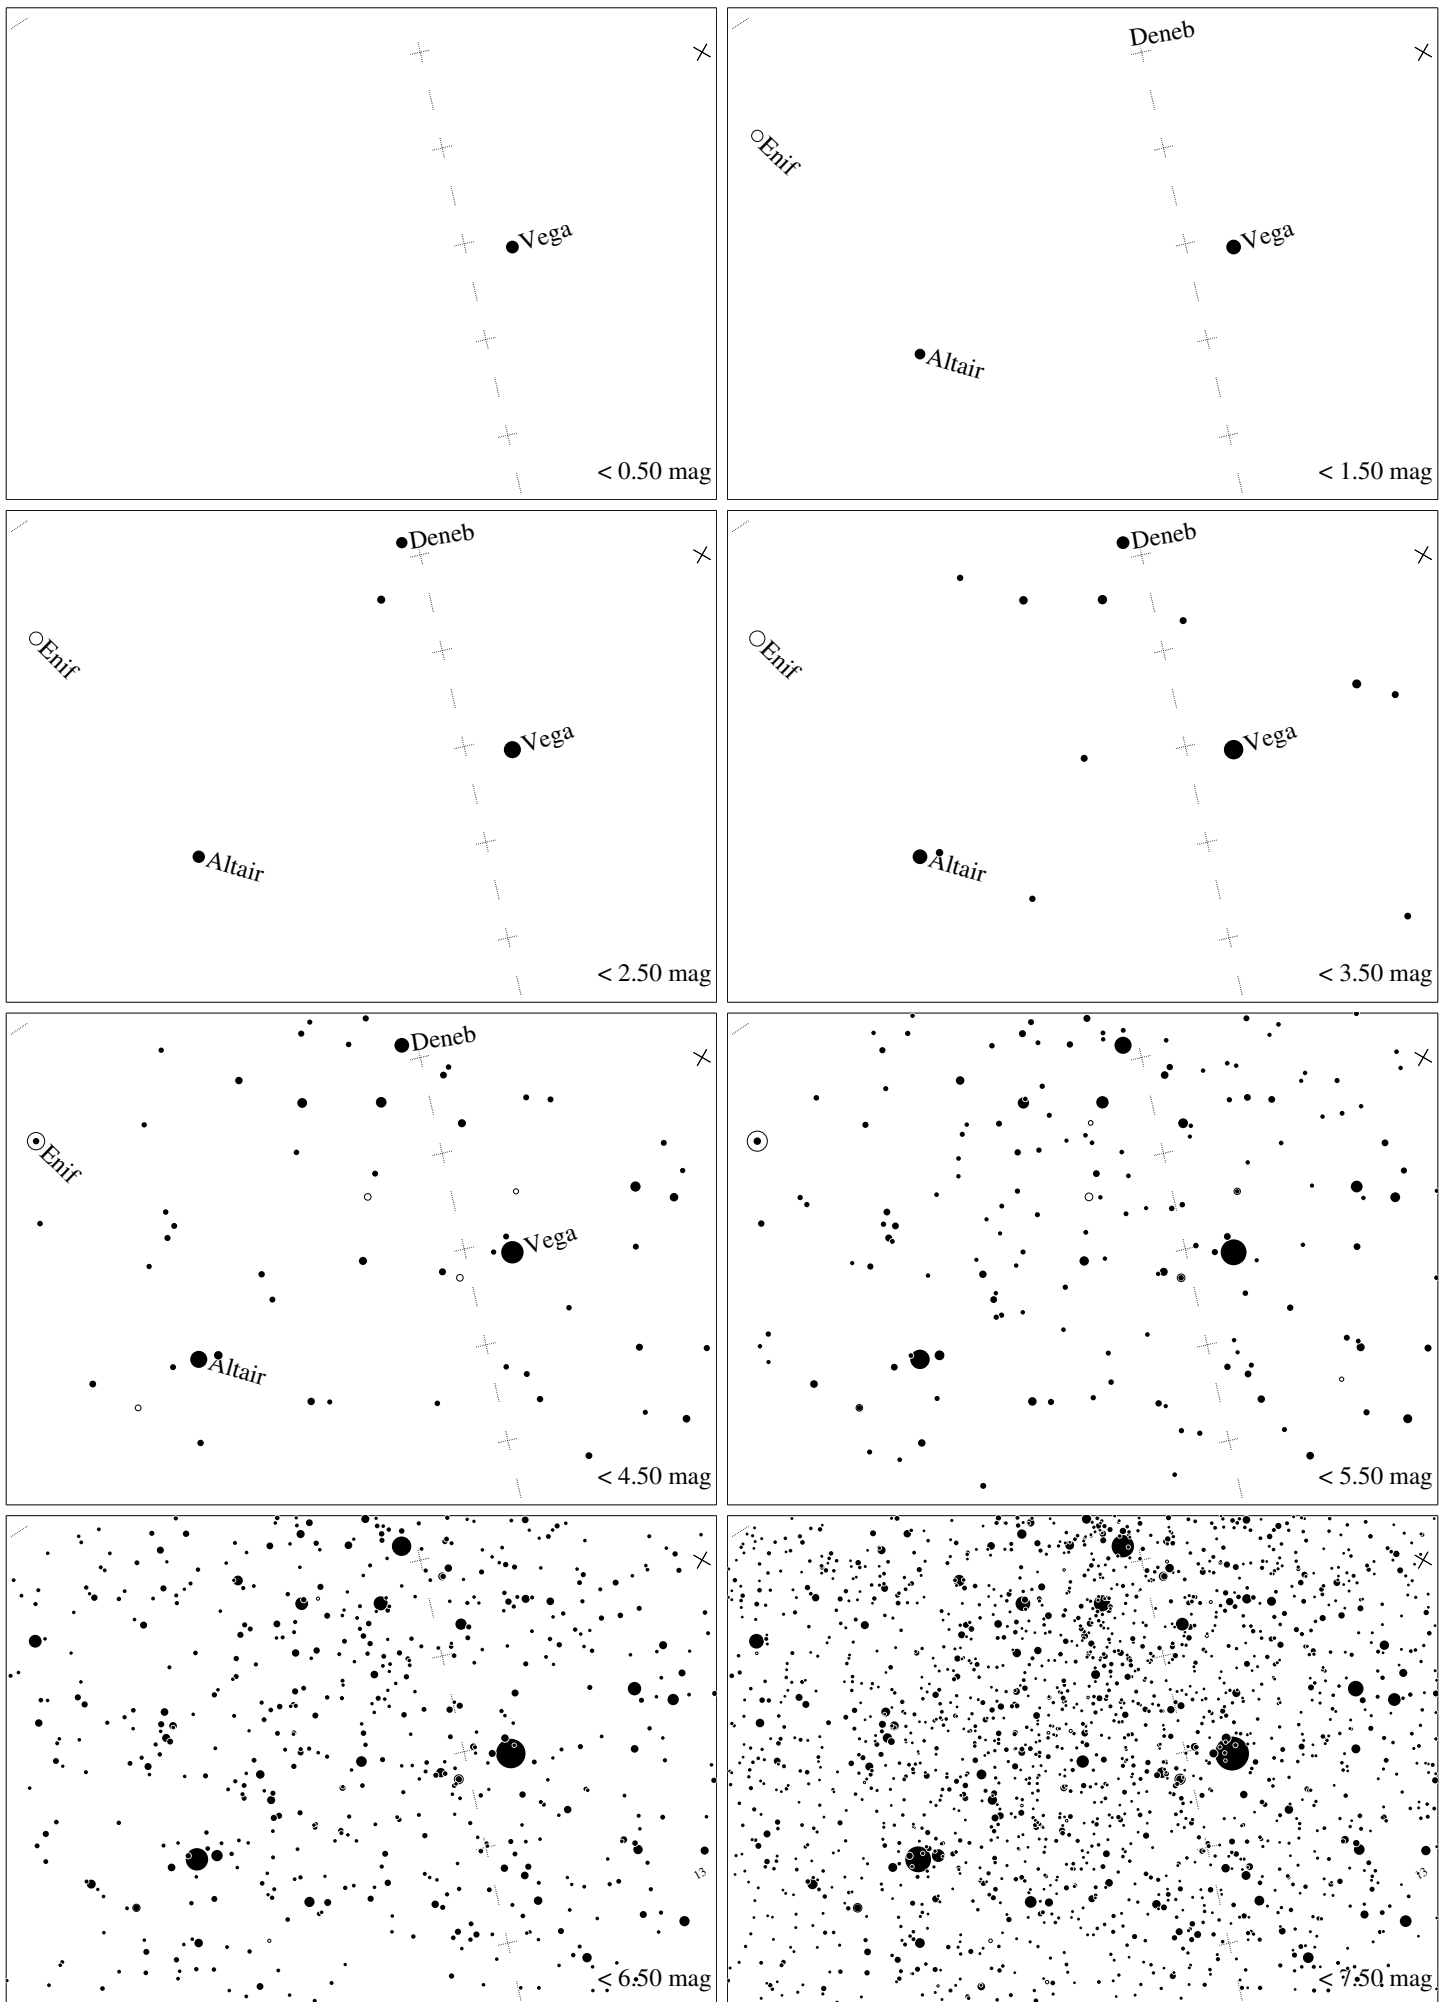 Vega
< 0.50 mag
Deneb
Enif
Vega
Altair
< 1.50 mag
Deneb
Enif
Vega
Altair
< 2.50 mag
Deneb
Enif
Vega
Altair
< 3.50 mag
Deneb
Enif
Vega
Altair
< 4.50 mag
< 5.50 mag
13
< 6.50 mag
13
< 7.50 mag